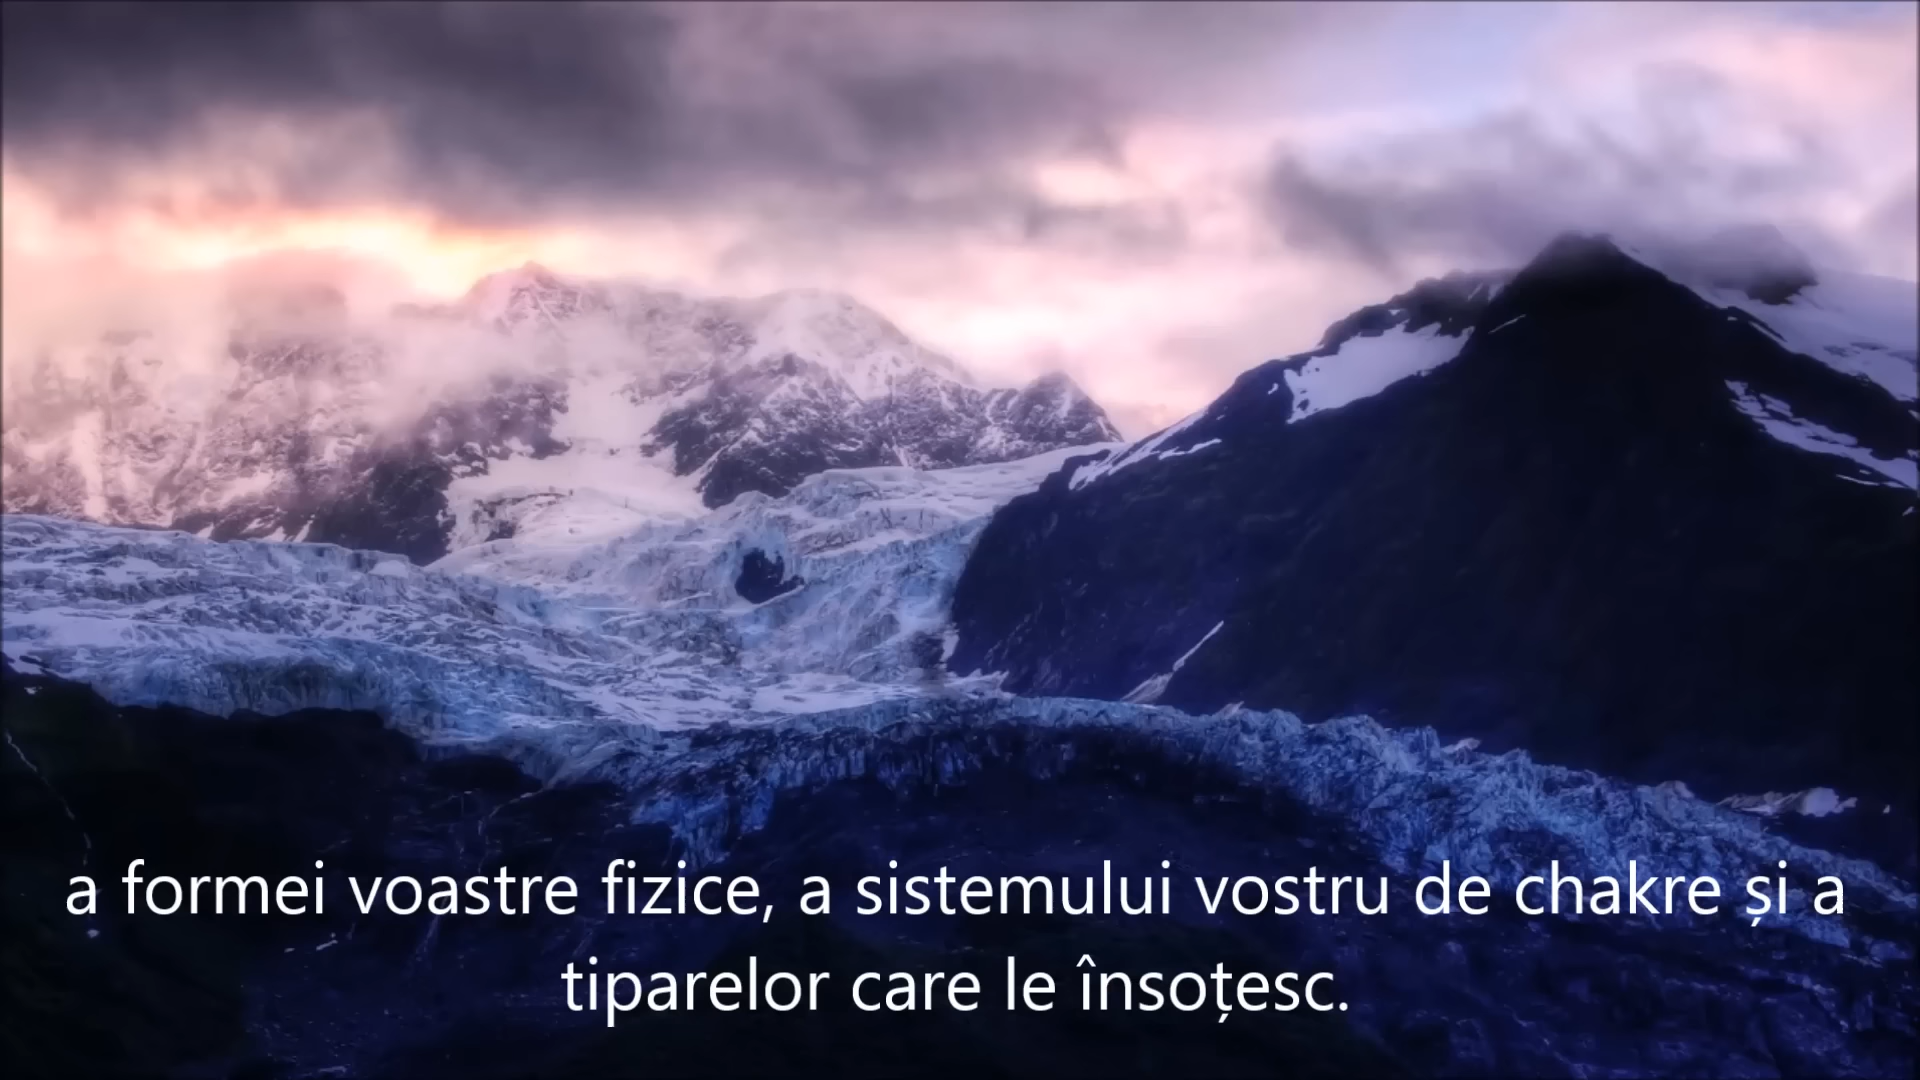 a formei voastre fizice, a sistemului vostru de chakre și a
tiparelor care le însoțesc.